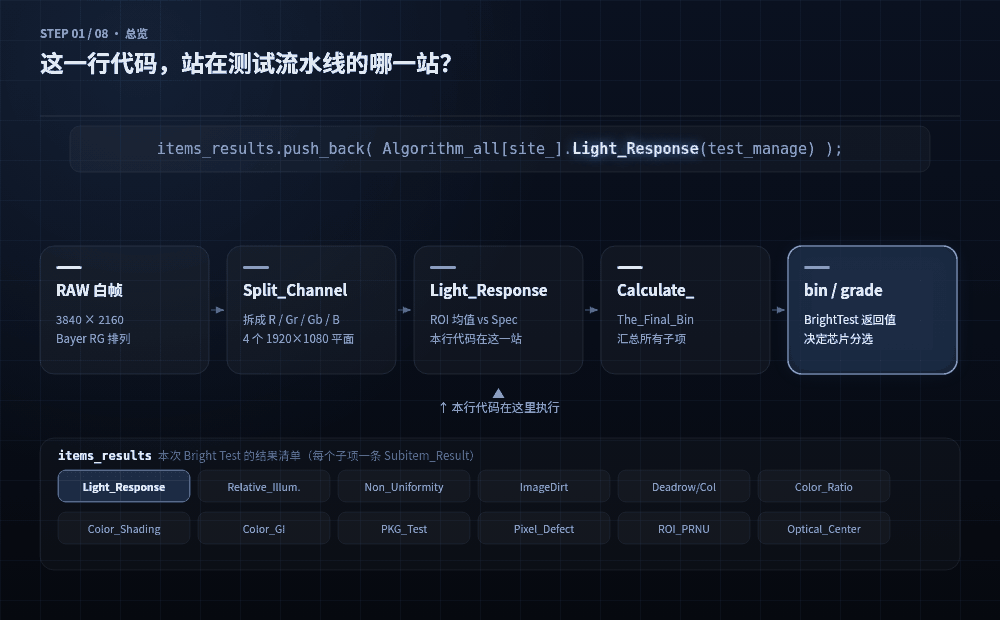 STEP 01 / 08 • 总览
这一行代码，站在测试流水线的哪一站？
items_results.push_back( Algorithm_all[site_].Light_Response(test_manage) );
RAW 白帧
3840 × 2160
Bayer RG 排列
Split_Channel
拆成 R / Gr / Gb / B
4 个 1920×1080 平面
Light_Response
ROI 均值 vs Spec
本行代码在这一站
Calculate_
The_Final_Bin
汇总所有子项
bin / grade
BrightTest 返回值
决定芯片分选
↑ 本行代码在这里执行
items_results 本次 Bright Test 的结果清单（每个子项一条 Subitem_Result）
Light_Response Relative_Illum. Non_Uniformity ImageDirt Deadrow/Col Color_Ratio
Color_Shading Color_GI PKG_Test Pixel_Defect ROI_PRNU Optical_Center